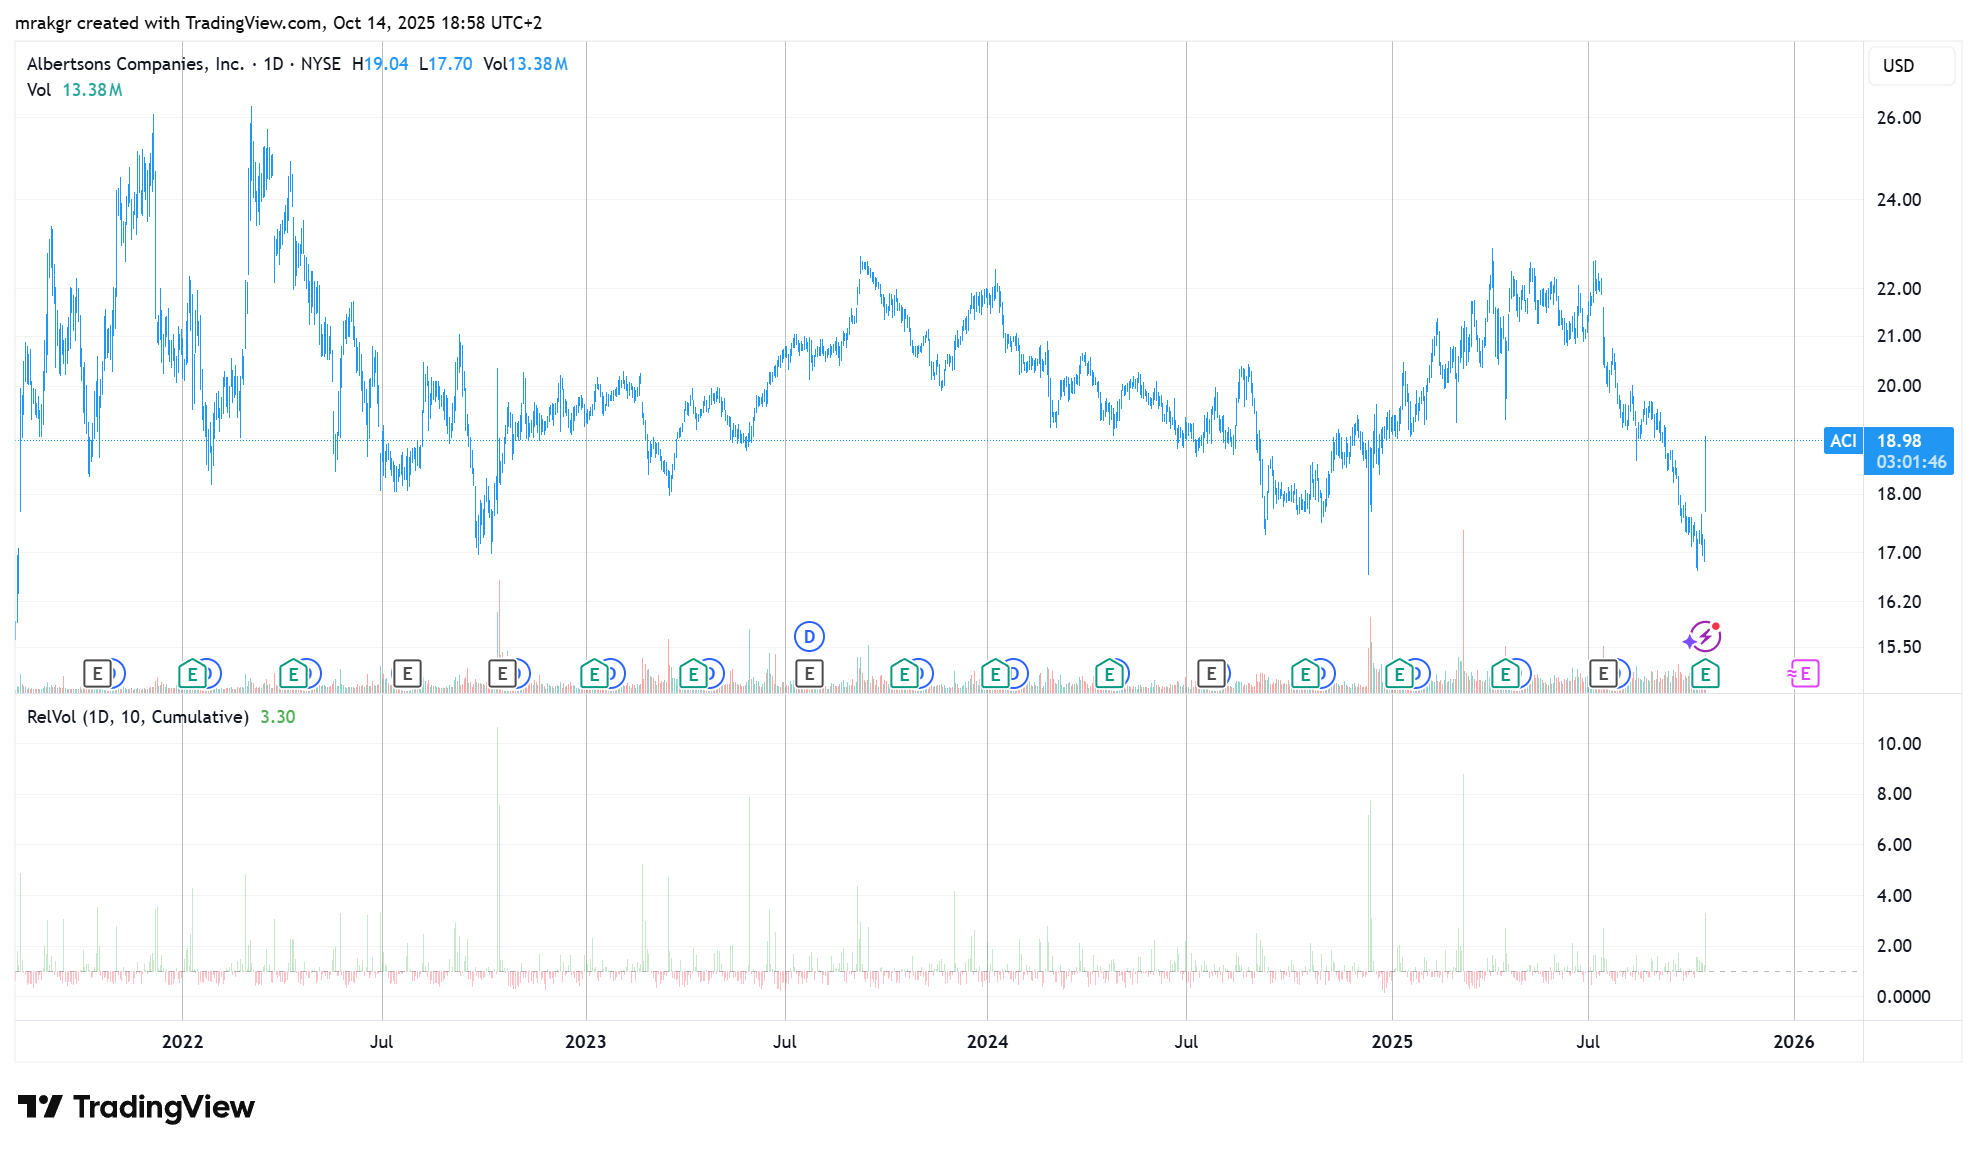 mrakgr created with TradingView.com, Oct 14, 2025 18:58 UTC+2
Albertsons Companies, Inc. · 1D · NYSE H19.04 L17.70 Vol13.38M
Vol 13.38M
USD
26.00
24.00
22.00
21.00
20.00
ACI 18.98
03:01:46
18.00
17.00
16.20
15.50
D
E D E D E D E E D E D E D E E D E D E D E E D E D E D E D E ≈E
RelVol (1D, 10, Cumulative) 3.30
10.00
8.00
6.00
4.00
2.00
0.0000
2022 Jul 2023 Jul 2024 Jul 2025 Jul 2026
TradingView